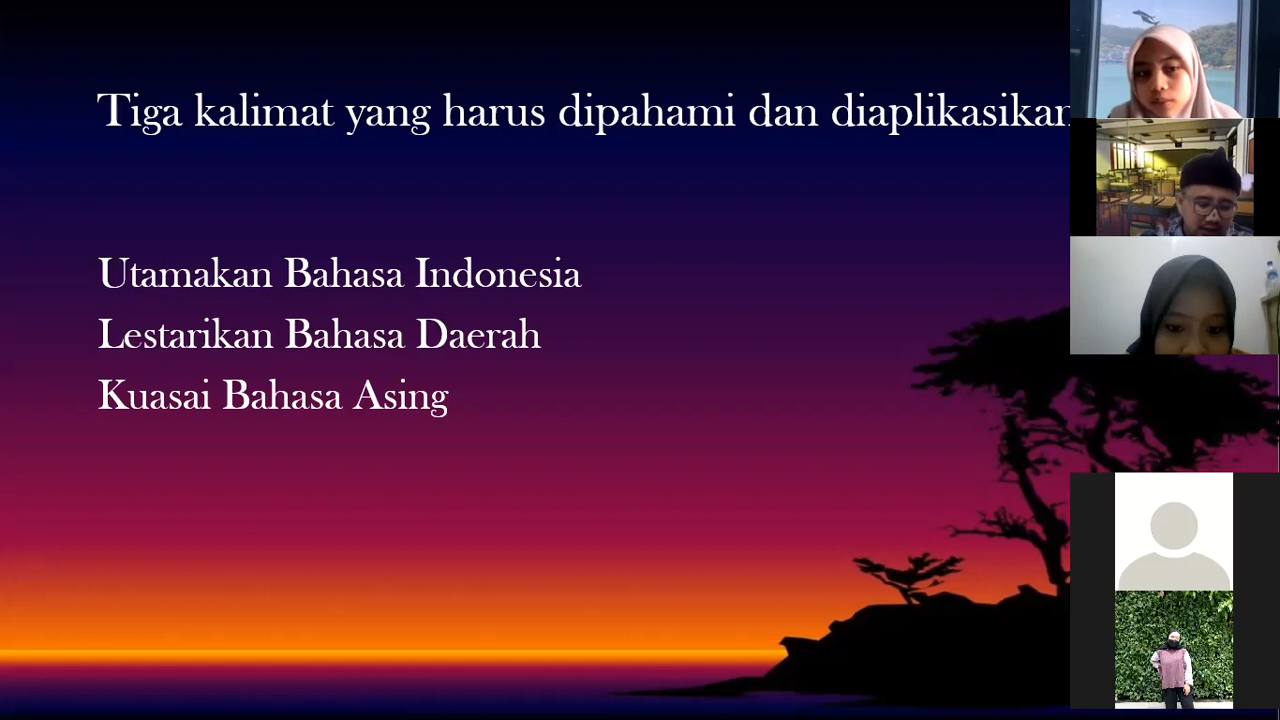 Tiga kalimat yang harus dipahami dan diaplikasikan
Utamakan Bahasa Indonesia
Lestarikan Bahasa Daerah
Kuasai Bahasa Asing